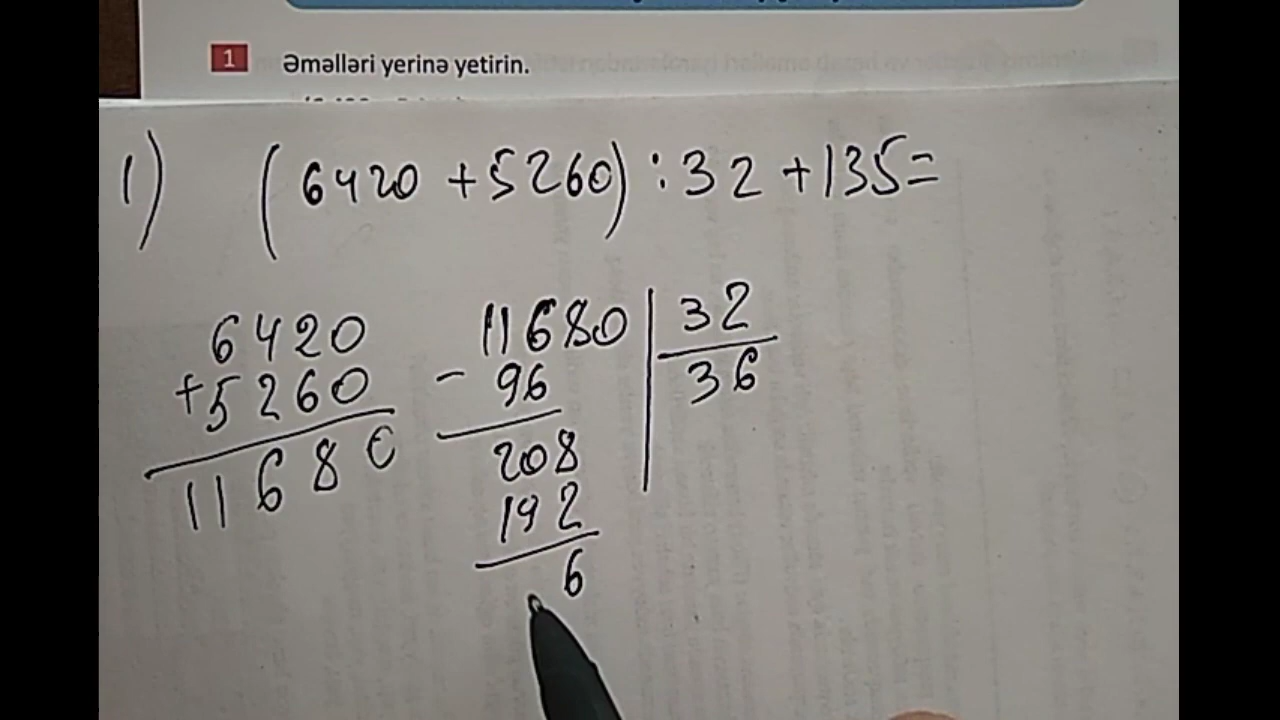 1 Əməlləri yerinə yetirin.
1) (6420 + 5260) : 32 + 135 =
6420
+5260
11680
11680 | 32
- 96
36
208
192
6